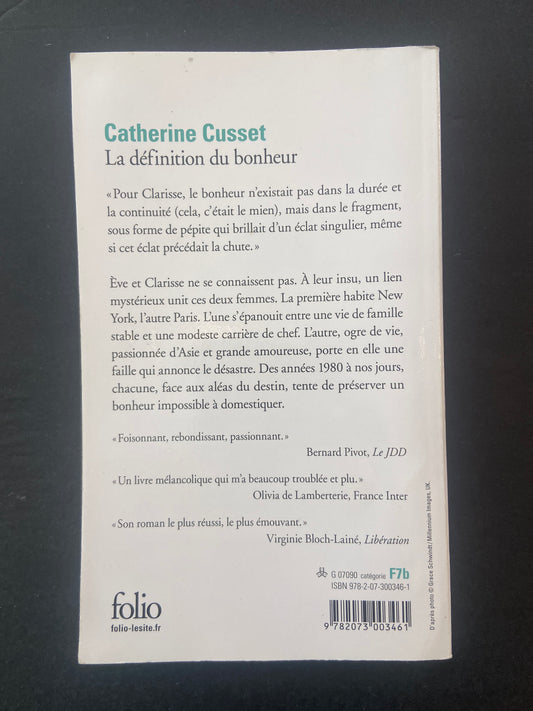 Catherine Cusset
La définition du bonheur
« Pour Clarisse, le bonheur n'existait pas dans la durée et
la continuité (cela, c'était le mien), mais dans le fragment,
sous forme de pépite qui brillait d'un éclat singulier, même
si cet éclat précédait la chute. »
Ève et Clarisse ne se connaissent pas. À leur insu, un lien
mystérieux unit ces deux femmes. La première habite New
York, l'autre Paris. L'une s'épanouit entre une vie de famille
stable et une modeste carrière de chef. L'autre, ogre de vie,
passionnée d'Asie et grande amoureuse, porte en elle une
faille qui annonce le désastre. Des années 1980 à nos jours,
chacune, face aux aléas du destin, tente de préserver un
bonheur impossible à domestiquer.
« Foisonnant, rebondissant, passionnant. »
Bernard Pivot, Le JDD
« Un livre mélancolique qui m'a beaucoup troublée et plu. »
Olivia de Lamberterie, France Inter
« Son roman le plus réussi, le plus émouvant. »
Virginie Bloch-Lainé, Libération
G 07090 catégorie F7b
ISBN 978-2-07-300346-1
folio
folio-lesite.fr
9 782073 003461
D'après photo © Grace Schwindt / Millennium Images, UK.